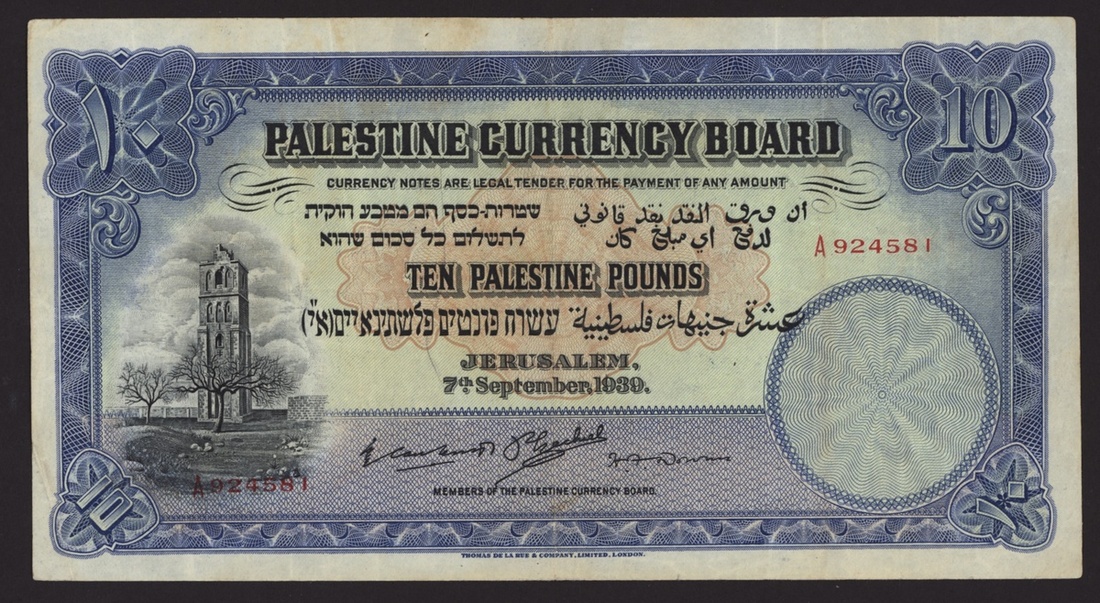 ١٠
10
PALESTINE CURRENCY BOARD
CURRENCY NOTES ARE LEGAL TENDER FOR THE PAYMENT OF ANY AMOUNT
שטרות-כסף הם מטבע חוקית
ان ورق النقد نقد قانوني
לתשלום כל סכום שהוא
لدفع اي مبلغ كان
A 924581
TEN PALESTINE POUNDS
عشرة جنيهات فلسطينية
עשרה פונטים פלשתינאיים (א״י)
JERUSALEM,
7th September, 1939.
A 924581
MEMBERS OF THE PALESTINE CURRENCY BOARD.
10
١٠
THOMAS DE LA RUE & COMPANY, LIMITED, LONDON.